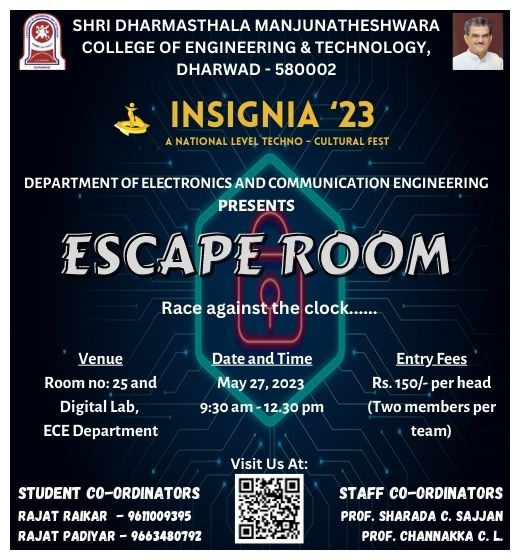 SHRI DHARMASTHALA MANJUNATHESHWARA
COLLEGE OF ENGINEERING & TECHNOLOGY,
DHARWAD - 580002
INSIGNIA ‘23
A NATIONAL LEVEL TECHNO - CULTURAL FEST
DEPARTMENT OF ELECTRONICS AND COMMUNICATION ENGINEERING
PRESENTS
ESCAPE ROOM
Race against the clock......
Venue
Room no: 25 and
Digital Lab,
ECE Department
Date and Time
May 27, 2023
9:30 am - 12.30 pm
Entry Fees
Rs. 150/- per head
(Two members per
team)
Visit Us At:
STUDENT CO-ORDINATORS
RAJAT RAIKAR - 9611009395
RAJAT PADIYAR - 9663480792
STAFF CO-ORDINATORS
PROF. SHARADA C. SAJJAN
PROF. CHANNAKKA C. L.